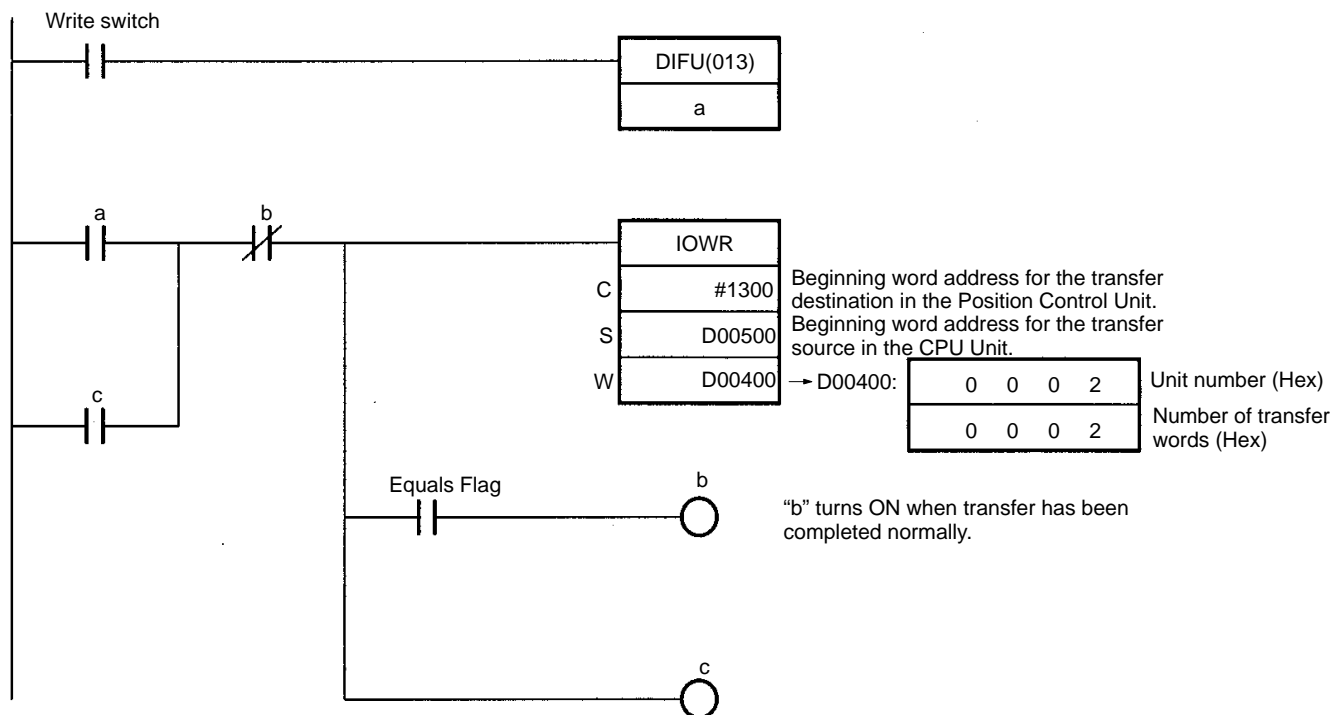 Write switch
DIFU(013)
a
a
b
IOWR
C #1300
Beginning word address for the transfer
destination in the Position Control Unit.
S D00500
Beginning word address for the transfer
source in the CPU Unit.
W D00400
D00400:
0 0 0 2
Unit number (Hex)
0 0 0 2
Number of transfer
words (Hex)
c
Equals Flag
b
“b” turns ON when transfer has been
completed normally.
c